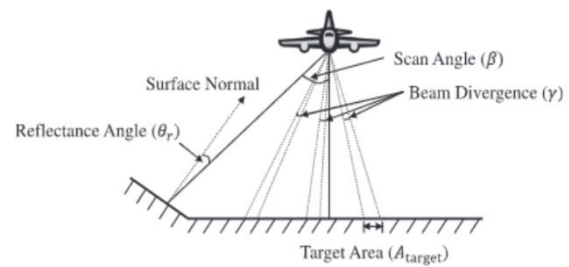 Scan Angle (β)
Surface Normal
Beam Divergence (γ)
Reflectance Angle (θr)
Target Area (Atarget)